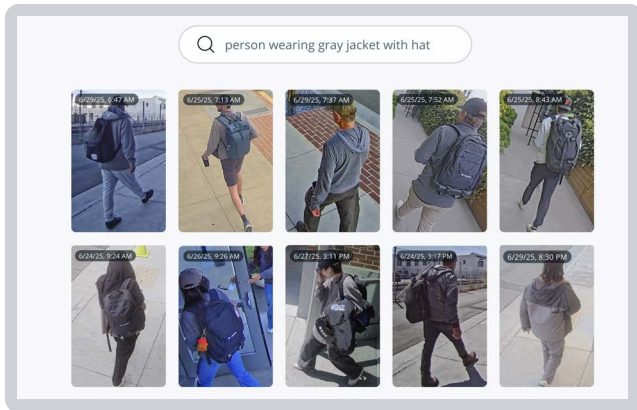 person wearing gray jacket with hat
6/29/25, 6:47 AM
6/25/25, 7:13 AM
6/29/25, 7:37 AM
6/25/25, 7:52 AM
6/25/25, 8:43 AM
6/24/25, 9:24 AM
6/26/25, 9:26 AM
6/27/25, 3:11 PM
6/24/25, 3:17 PM
6/29/25, 8:30 PM